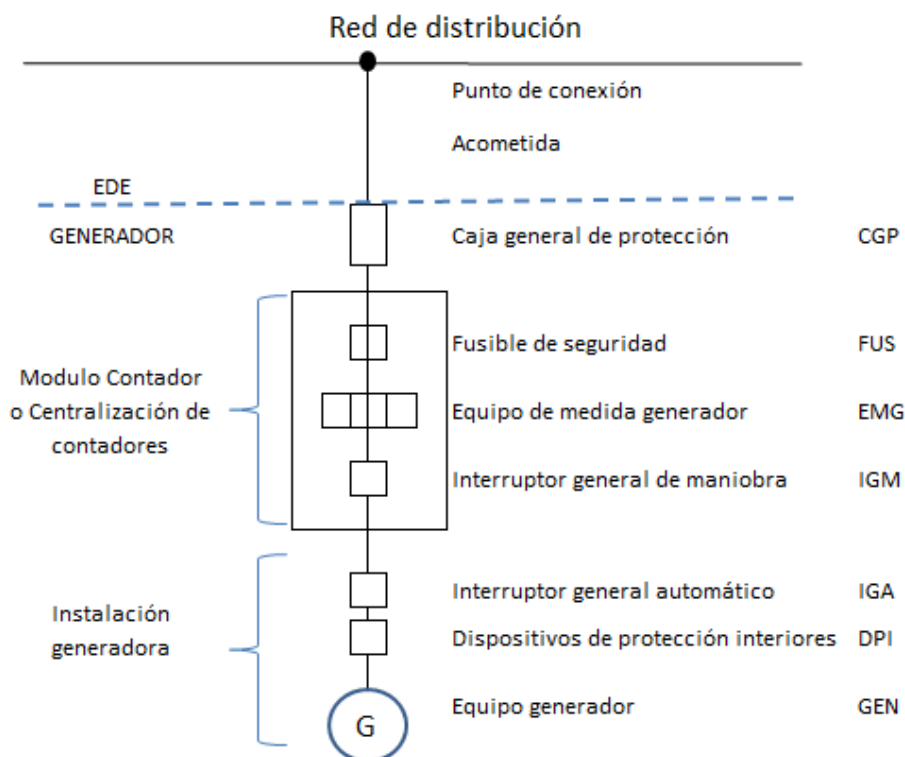 Red de distribución
Punto de conexión
Acometida
EDE
GENERADOR
Caja general de protección CGP
Fusible de seguridad FUS
Modulo Contador
o Centralización de
contadores
Equipo de medida generador EMG
Interruptor general de maniobra IGM
Interruptor general automático IGA
Instalación
generadora
Dispositivos de protección interiores DPI
Equipo generador GEN
G